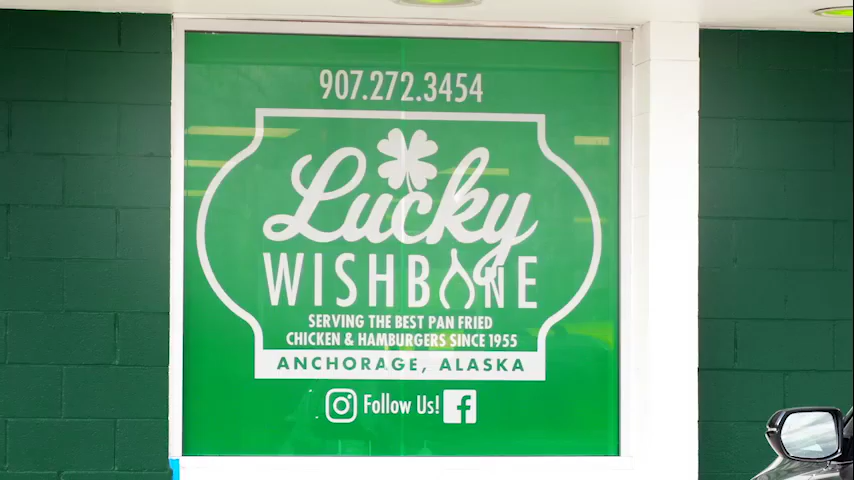 907.272.3454
Lucky
WISHBONE
SERVING THE BEST PAN FRIED
CHICKEN & HAMBURGERS SINCE 1955
ANCHORAGE, ALASKA
Follow Us!